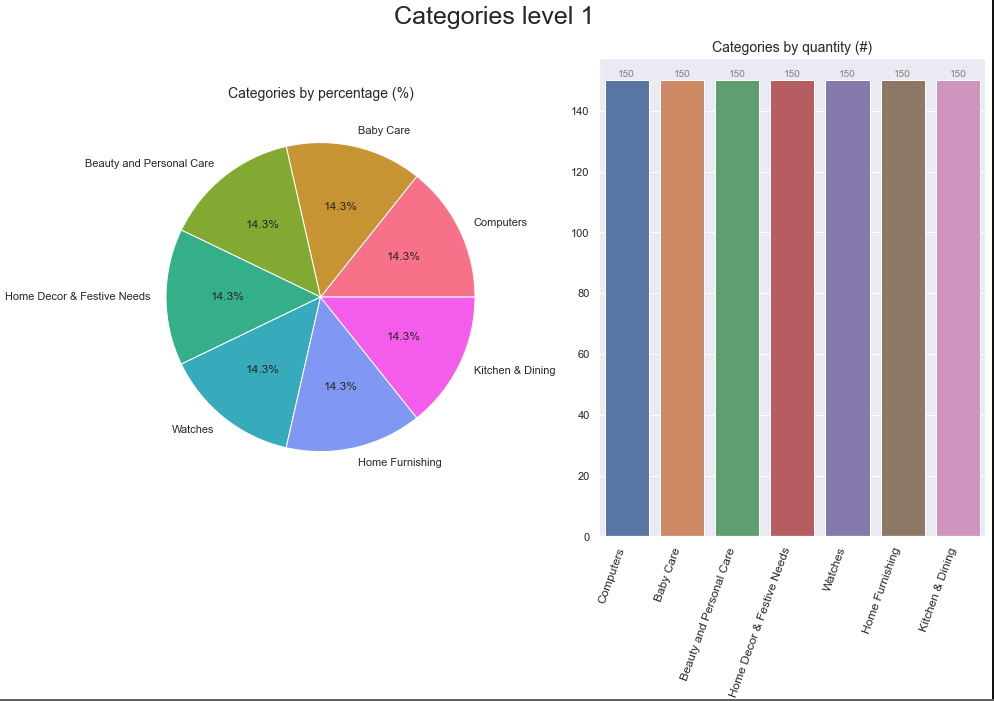 Categories level 1
Categories by percentage (%)
Baby Care
Beauty and Personal Care
Computers
Home Decor & Festive Needs
Kitchen & Dining
Watches
Home Furnishing
14.3%
14.3%
14.3%
14.3%
14.3%
14.3%
14.3%
Categories by quantity (#)
150
150
150
150
150
150
150
140
120
100
80
60
40
20
0
Computers
Baby Care
Beauty and Personal Care
Home Decor & Festive Needs
Watches
Home Furnishing
Kitchen & Dining